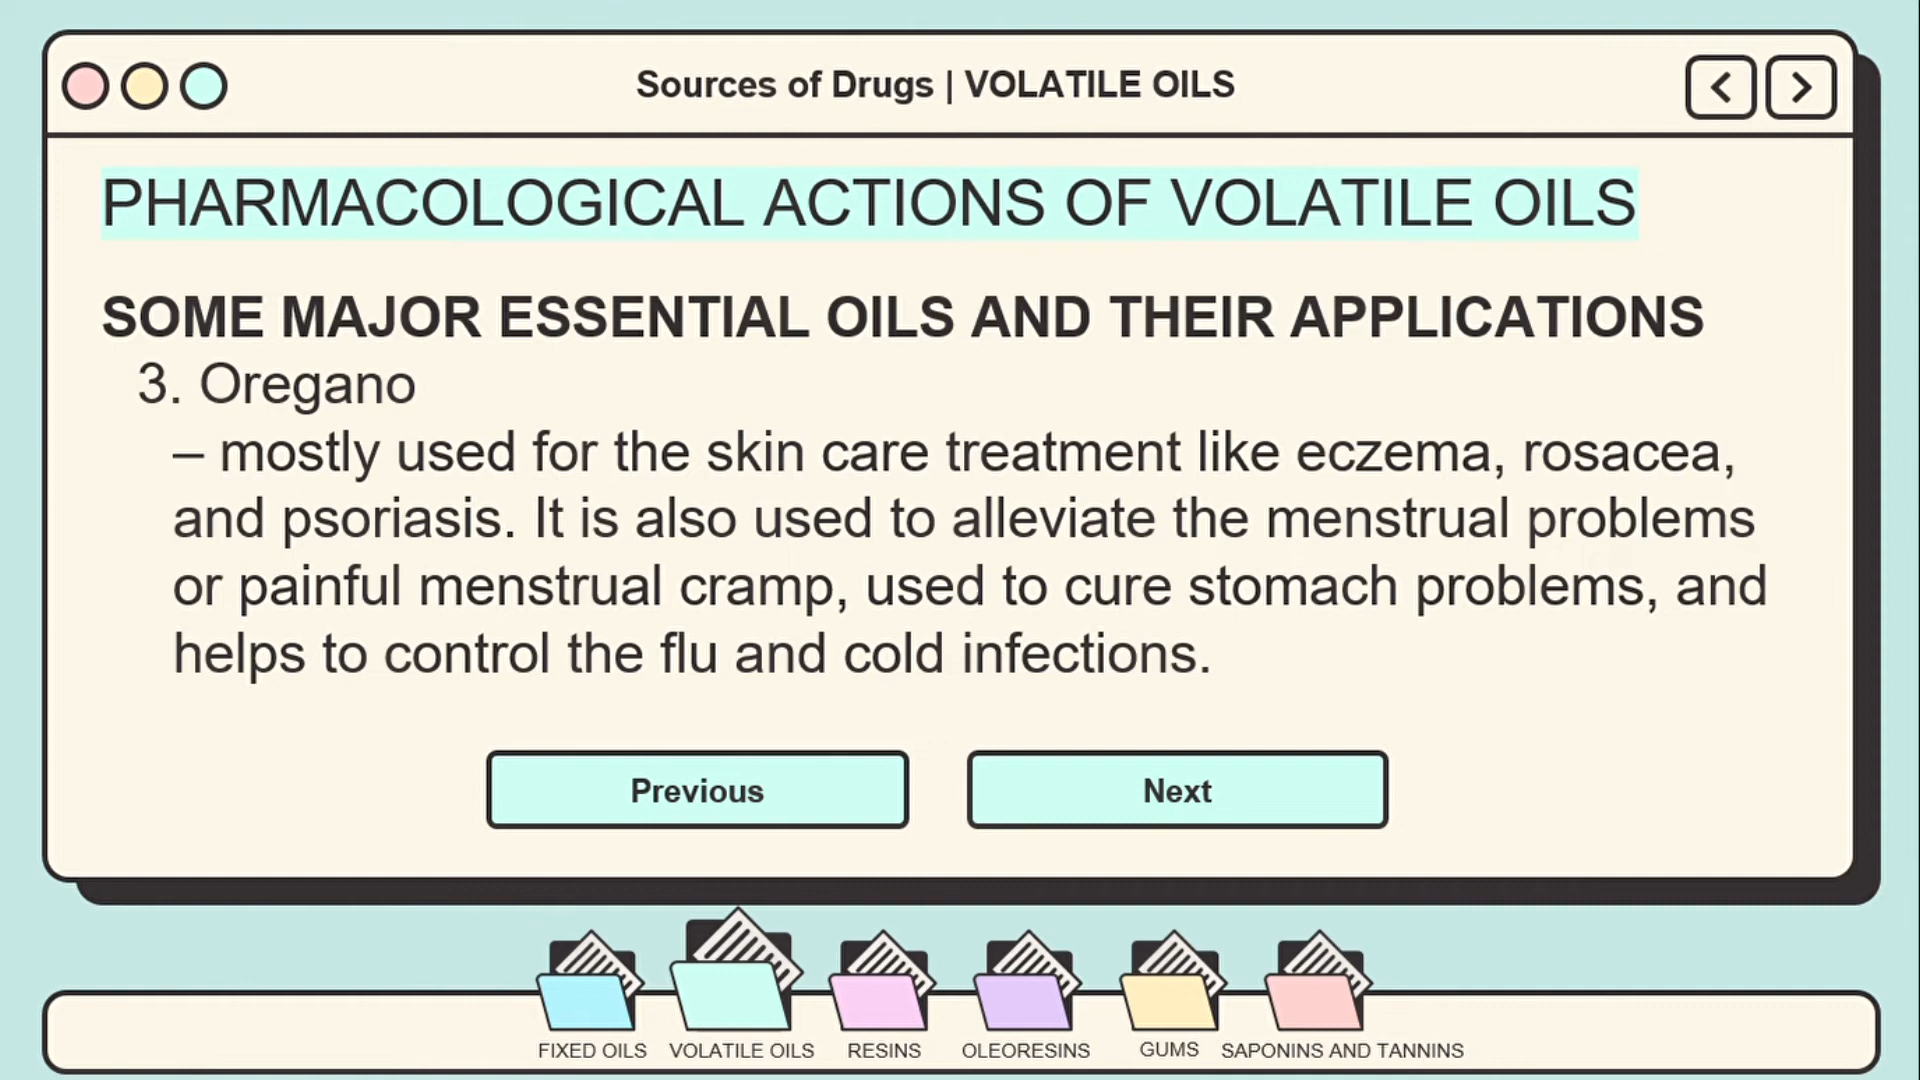 Sources of Drugs | VOLATILE OILS
PHARMACOLOGICAL ACTIONS OF VOLATILE OILS
SOME MAJOR ESSENTIAL OILS AND THEIR APPLICATIONS
3. Oregano
– mostly used for the skin care treatment like eczema, rosacea,
and psoriasis. It is also used to alleviate the menstrual problems
or painful menstrual cramp, used to cure stomach problems, and
helps to control the flu and cold infections.
Previous
Next
FIXED OILS
VOLATILE OILS
RESINS
OLEORESINS
GUMS
SAPONINS AND TANNINS